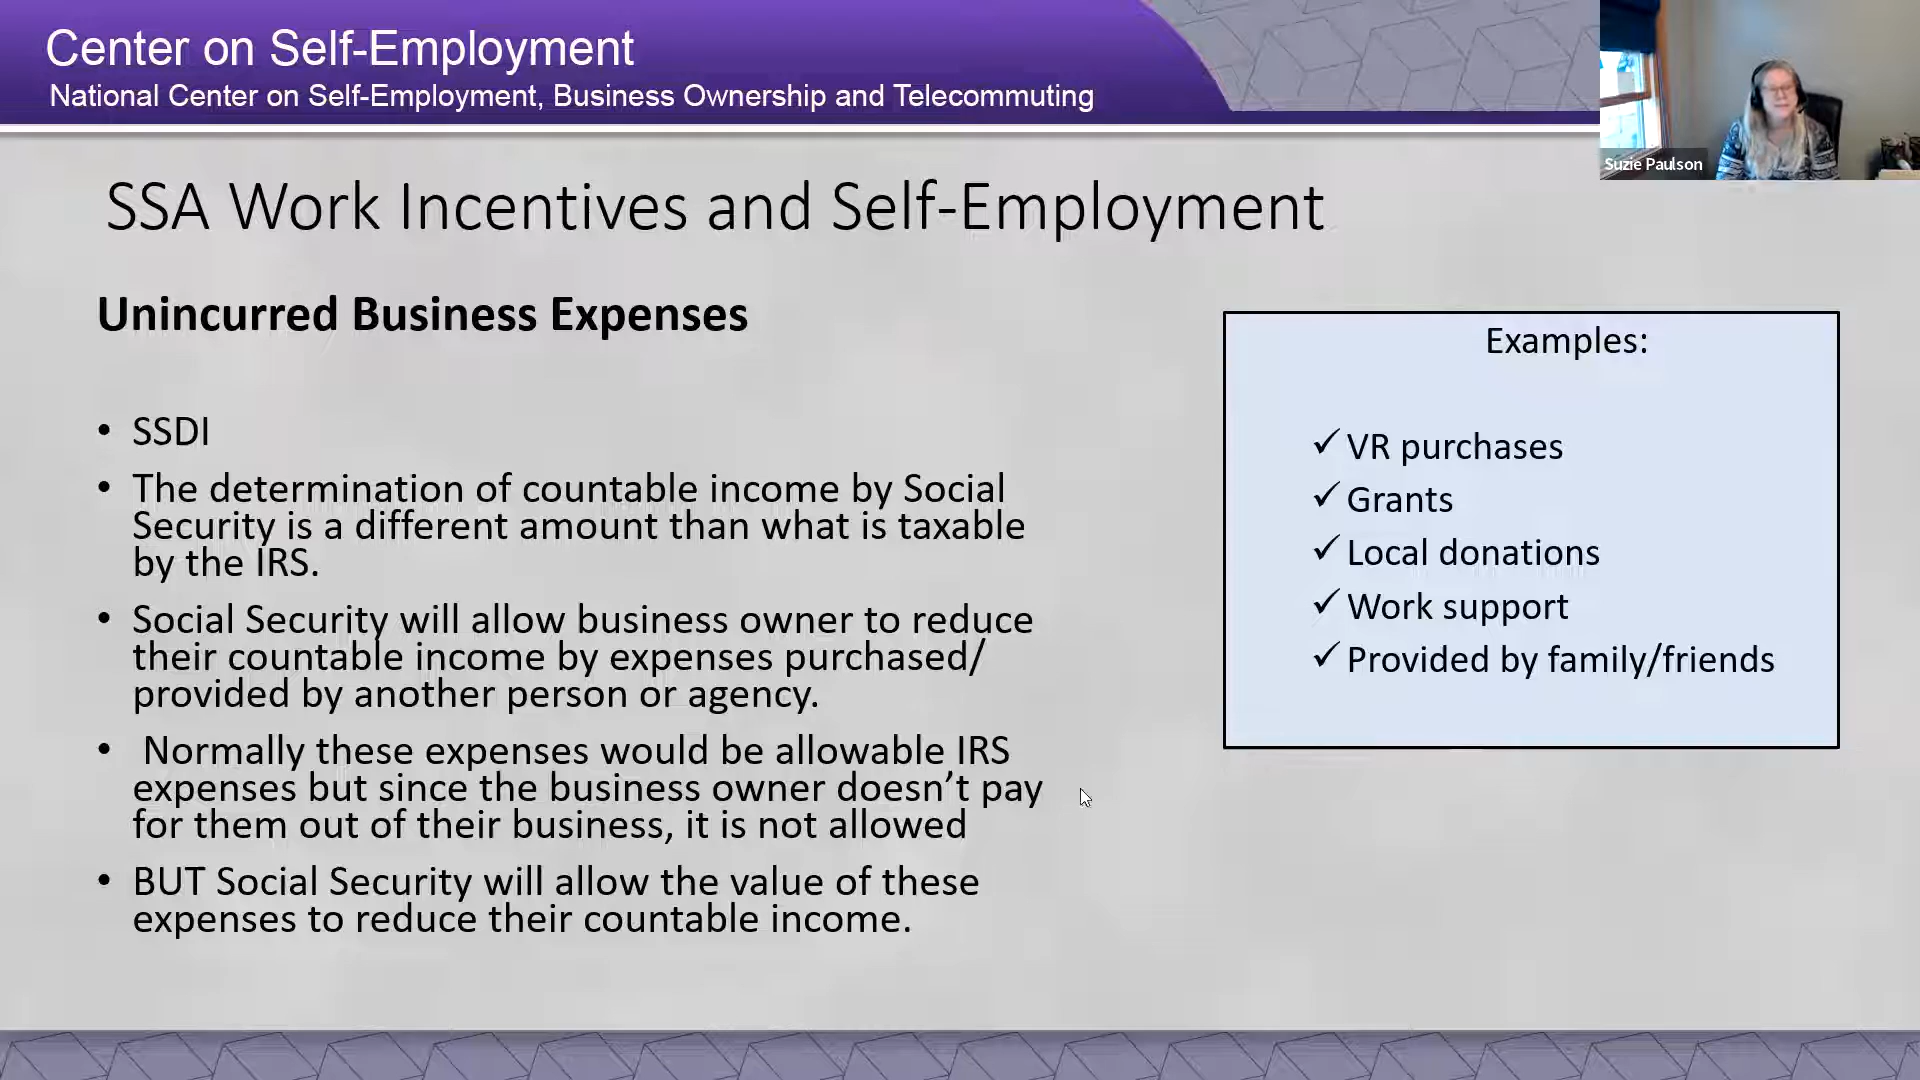 Center on Self-Employment
National Center on Self-Employment, Business Ownership and Telecommuting
Suzie Paulson
SSA Work Incentives and Self-Employment
Unincurred Business Expenses
• SSDI
• The determination of countable income by Social
Security is a different amount than what is taxable
by the IRS.
• Social Security will allow business owner to reduce
their countable income by expenses purchased/
provided by another person or agency.
• Normally these expenses would be allowable IRS
expenses but since the business owner doesn’t pay
for them out of their business, it is not allowed
• BUT Social Security will allow the value of these
expenses to reduce their countable income.
Examples:
✓ VR purchases
✓ Grants
✓ Local donations
✓ Work support
✓ Provided by family/friends